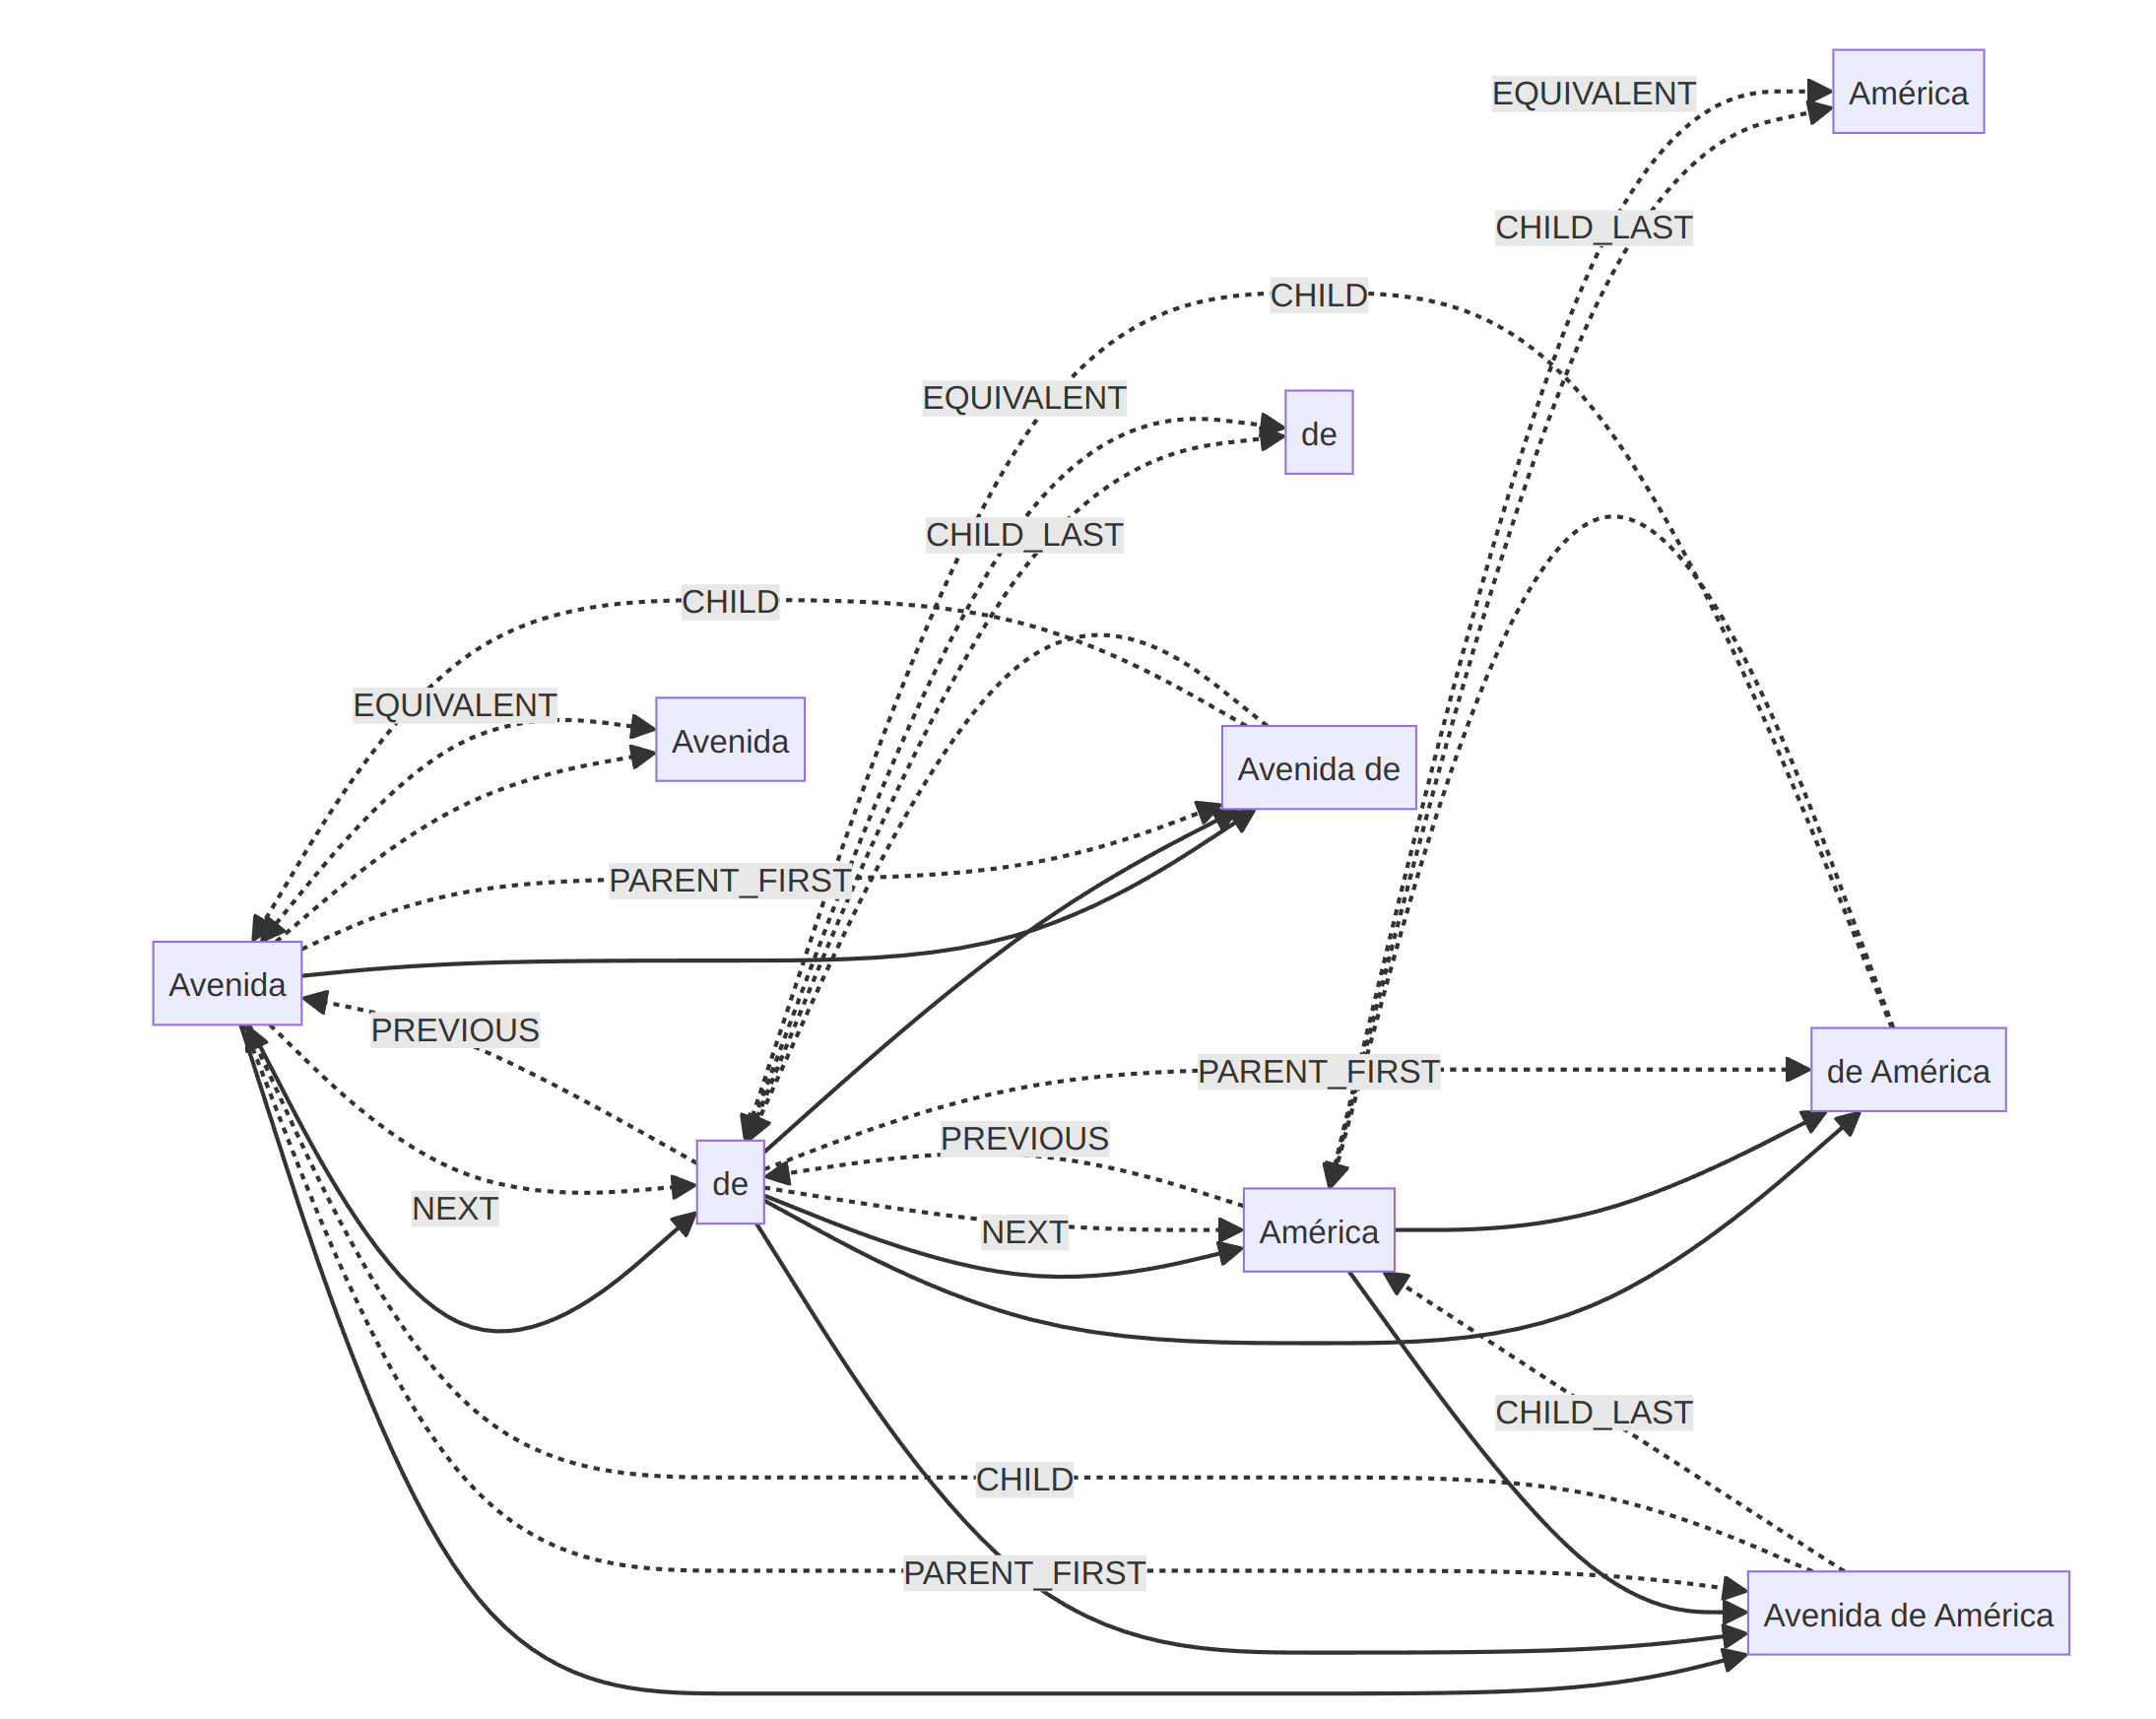 América
EQUIVALENT
CHILD_LAST
CHILD
EQUIVALENT
de
CHILD_LAST
CHILD
EQUIVALENT
Avenida
Avenida de
PARENT_FIRST
Avenida
PREVIOUS
PARENT_FIRST
de América
PREVIOUS
de
NEXT
NEXT
América
CHILD_LAST
CHILD
PARENT_FIRST
Avenida de América